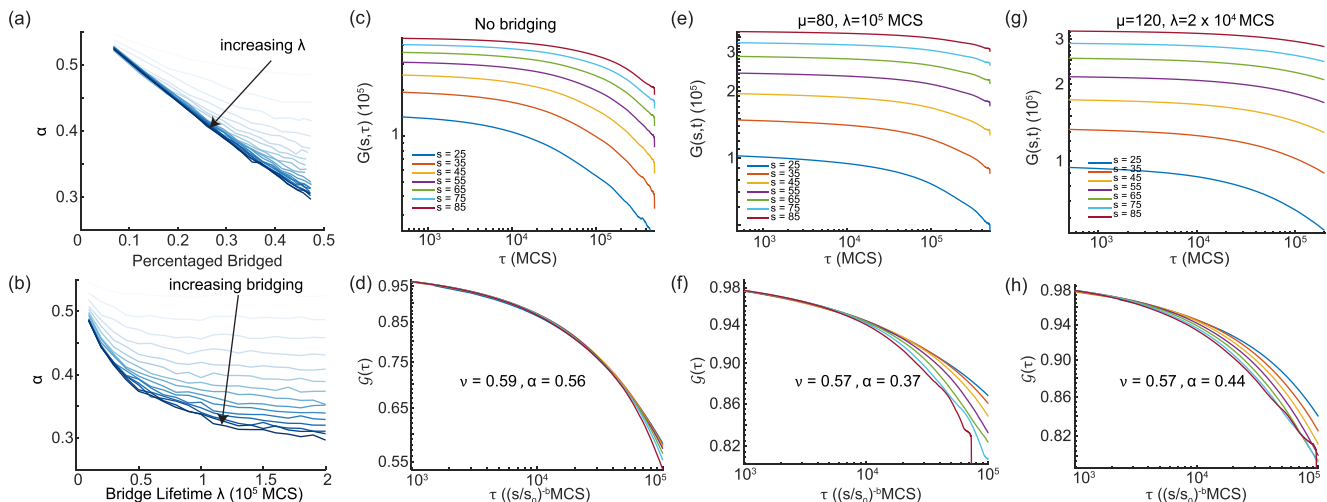 (a)
increasing λ
0.5
0.4
0.3
α
0
0.1
0.2
0.3
0.4
0.5
Percentaged Bridged
(b)
increasing bridging
0.5
0.4
0.3
α
0
0.5
1
1.5
2
Bridge Lifetime λ (10⁵ MCS)
(c)
No bridging
G(s,τ) (10⁵)
1
s = 25
s = 35
s = 45
s = 55
s = 65
s = 75
s = 85
10³
10⁴
10⁵
τ (MCS)
(d)
0.95
0.85
0.75
0.65
0.55
𝒢(τ)
ν = 0.59 , α = 0.56
10³
10⁴
10⁵
τ ((s/s₀)⁻ᵇMCS)
(e)
μ=80, λ=10⁵ MCS
G(s,t) (10⁵)
3
2
1
s = 25
s = 35
s = 45
s = 55
s = 65
s = 75
s = 85
10³
10⁴
10⁵
τ (MCS)
(f)
0.98
0.94
0.90
0.86
0.82
𝒢(τ)
ν = 0.57 , α = 0.37
10³
10⁴
10⁵
τ ((s/s₀)⁻ᵇMCS)
(g)
μ=120, λ=2 x 10⁴ MCS
G(s,t) (10⁵)
3
2
1
s = 25
s = 35
s = 45
s = 55
s = 65
s = 75
s = 85
10³
10⁴
10⁵
τ (MCS)
(h)
0.98
0.94
0.90
0.86
0.82
𝒢(τ)
ν = 0.57 , α = 0.44
10³
10⁴
10⁵
τ ((s/s₀)⁻ᵇMCS)